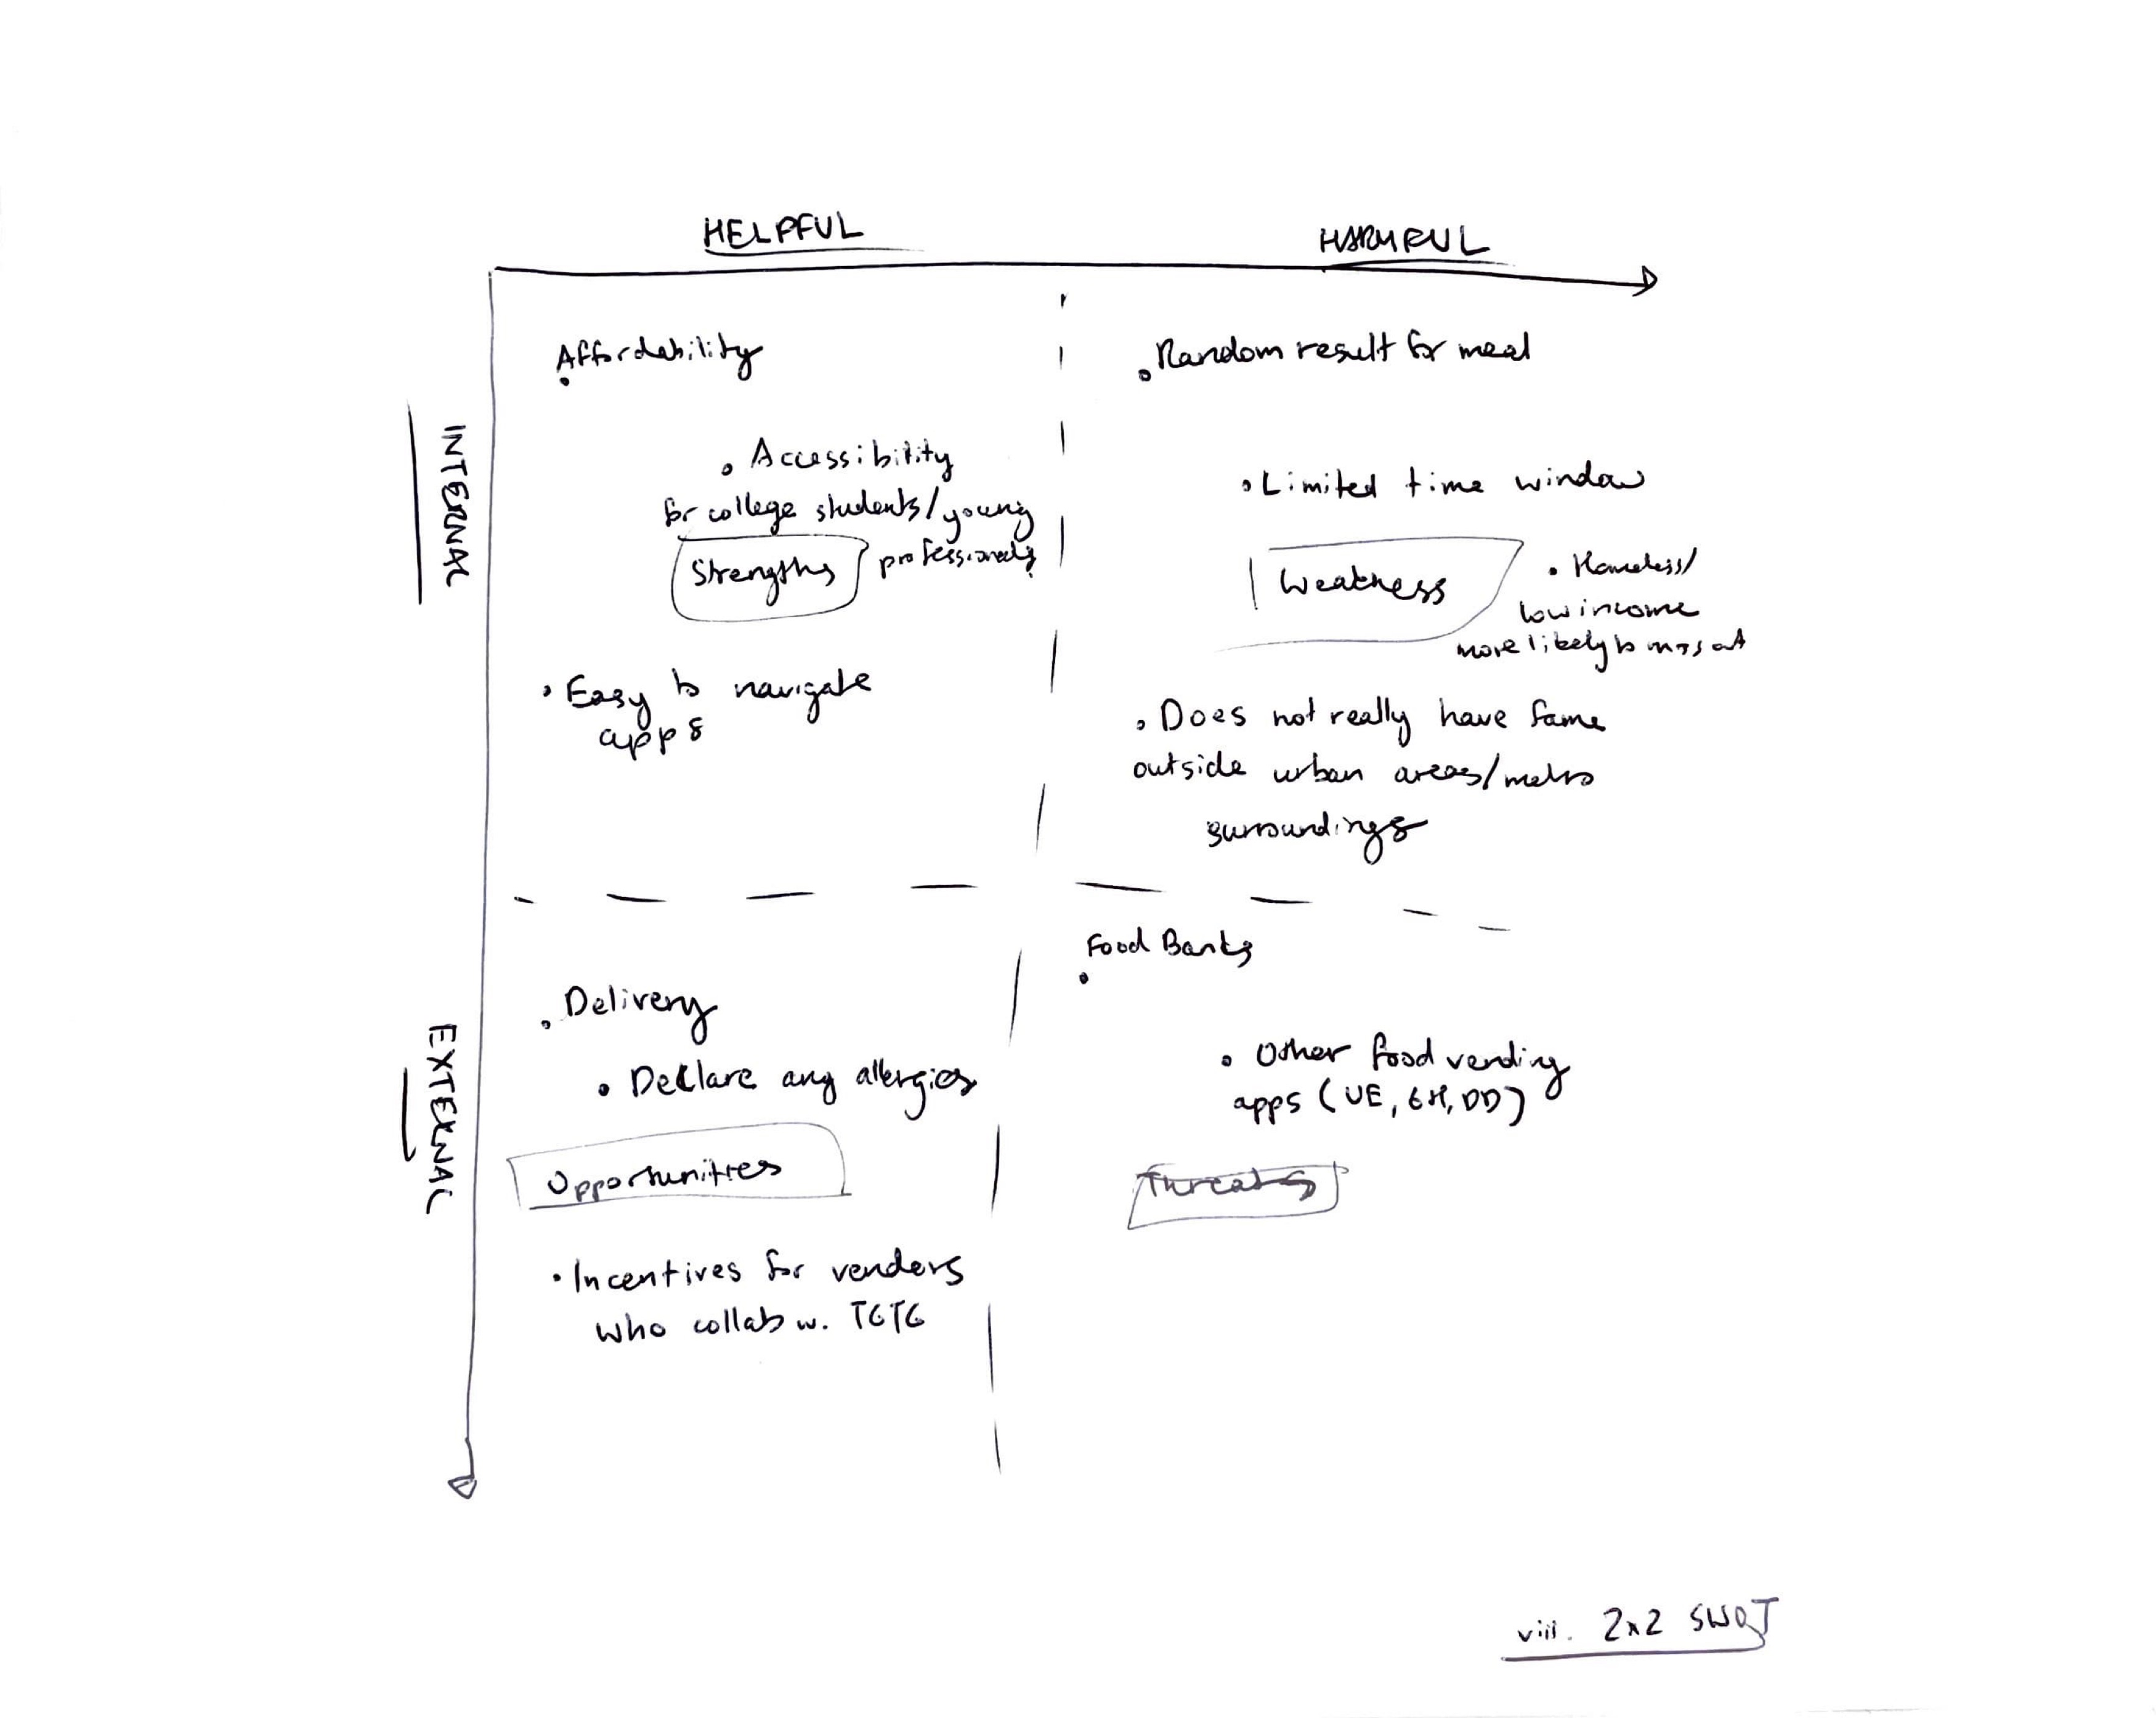 HELPFUL
HARMFUL
INTERNAL
• Affordability
• Accessibility
for college students/young
professionals
Strengths
• Easy to navigate
apps
• Random result for meal
• Limited time window
Weakness
• Homeless/
low income
more likely to miss out
• Does not really have fame
outside urban areas/metro
surroundings
EXTERNAL
• Delivery
• Declare any allergies
Opportunities
• Incentives for venders
who collab w. TGTG
• Food Banks
• Other food vending
apps (UE, GH, DD)
Threats
viii. 2x2 SWOT